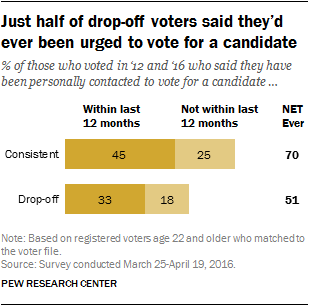 Just half of drop-off voters said they'd
ever been urged to vote for a candidate
% of those who voted in '12 and '16 who said they have
been personally contacted to vote for a candidate ...
Within last Not within last NET
12 months 12 months Ever
Consistent 45 25 70
Drop-off 33 18 51
Note: Based on registered voters age 22 and older who matched to
the voter file.
Source: Survey conducted March 25-April 19, 2016.
PEW RESEARCH CENTER